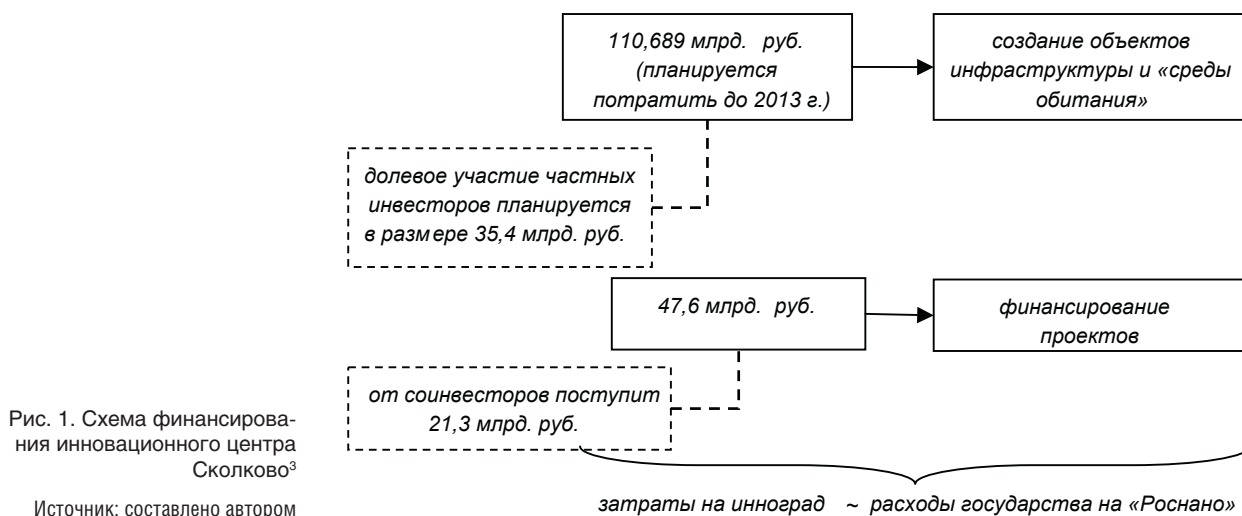 110,689 млрд. руб.
(планируется
потратить до 2013 г.)
создание объектов
инфраструктуры и «среды
обитания»
долевое участие частных
инвесторов планируется
в размере 35,4 млрд. руб.
47,6 млрд. руб.
финансирование
проектов
от соинвесторов поступит
21,3 млрд. руб.
затраты на инноград ~ расходы государства на «Роснано»
Рис. 1. Схема финансирова-
ния инновационного центра
Сколково³
Источник: составлено автором